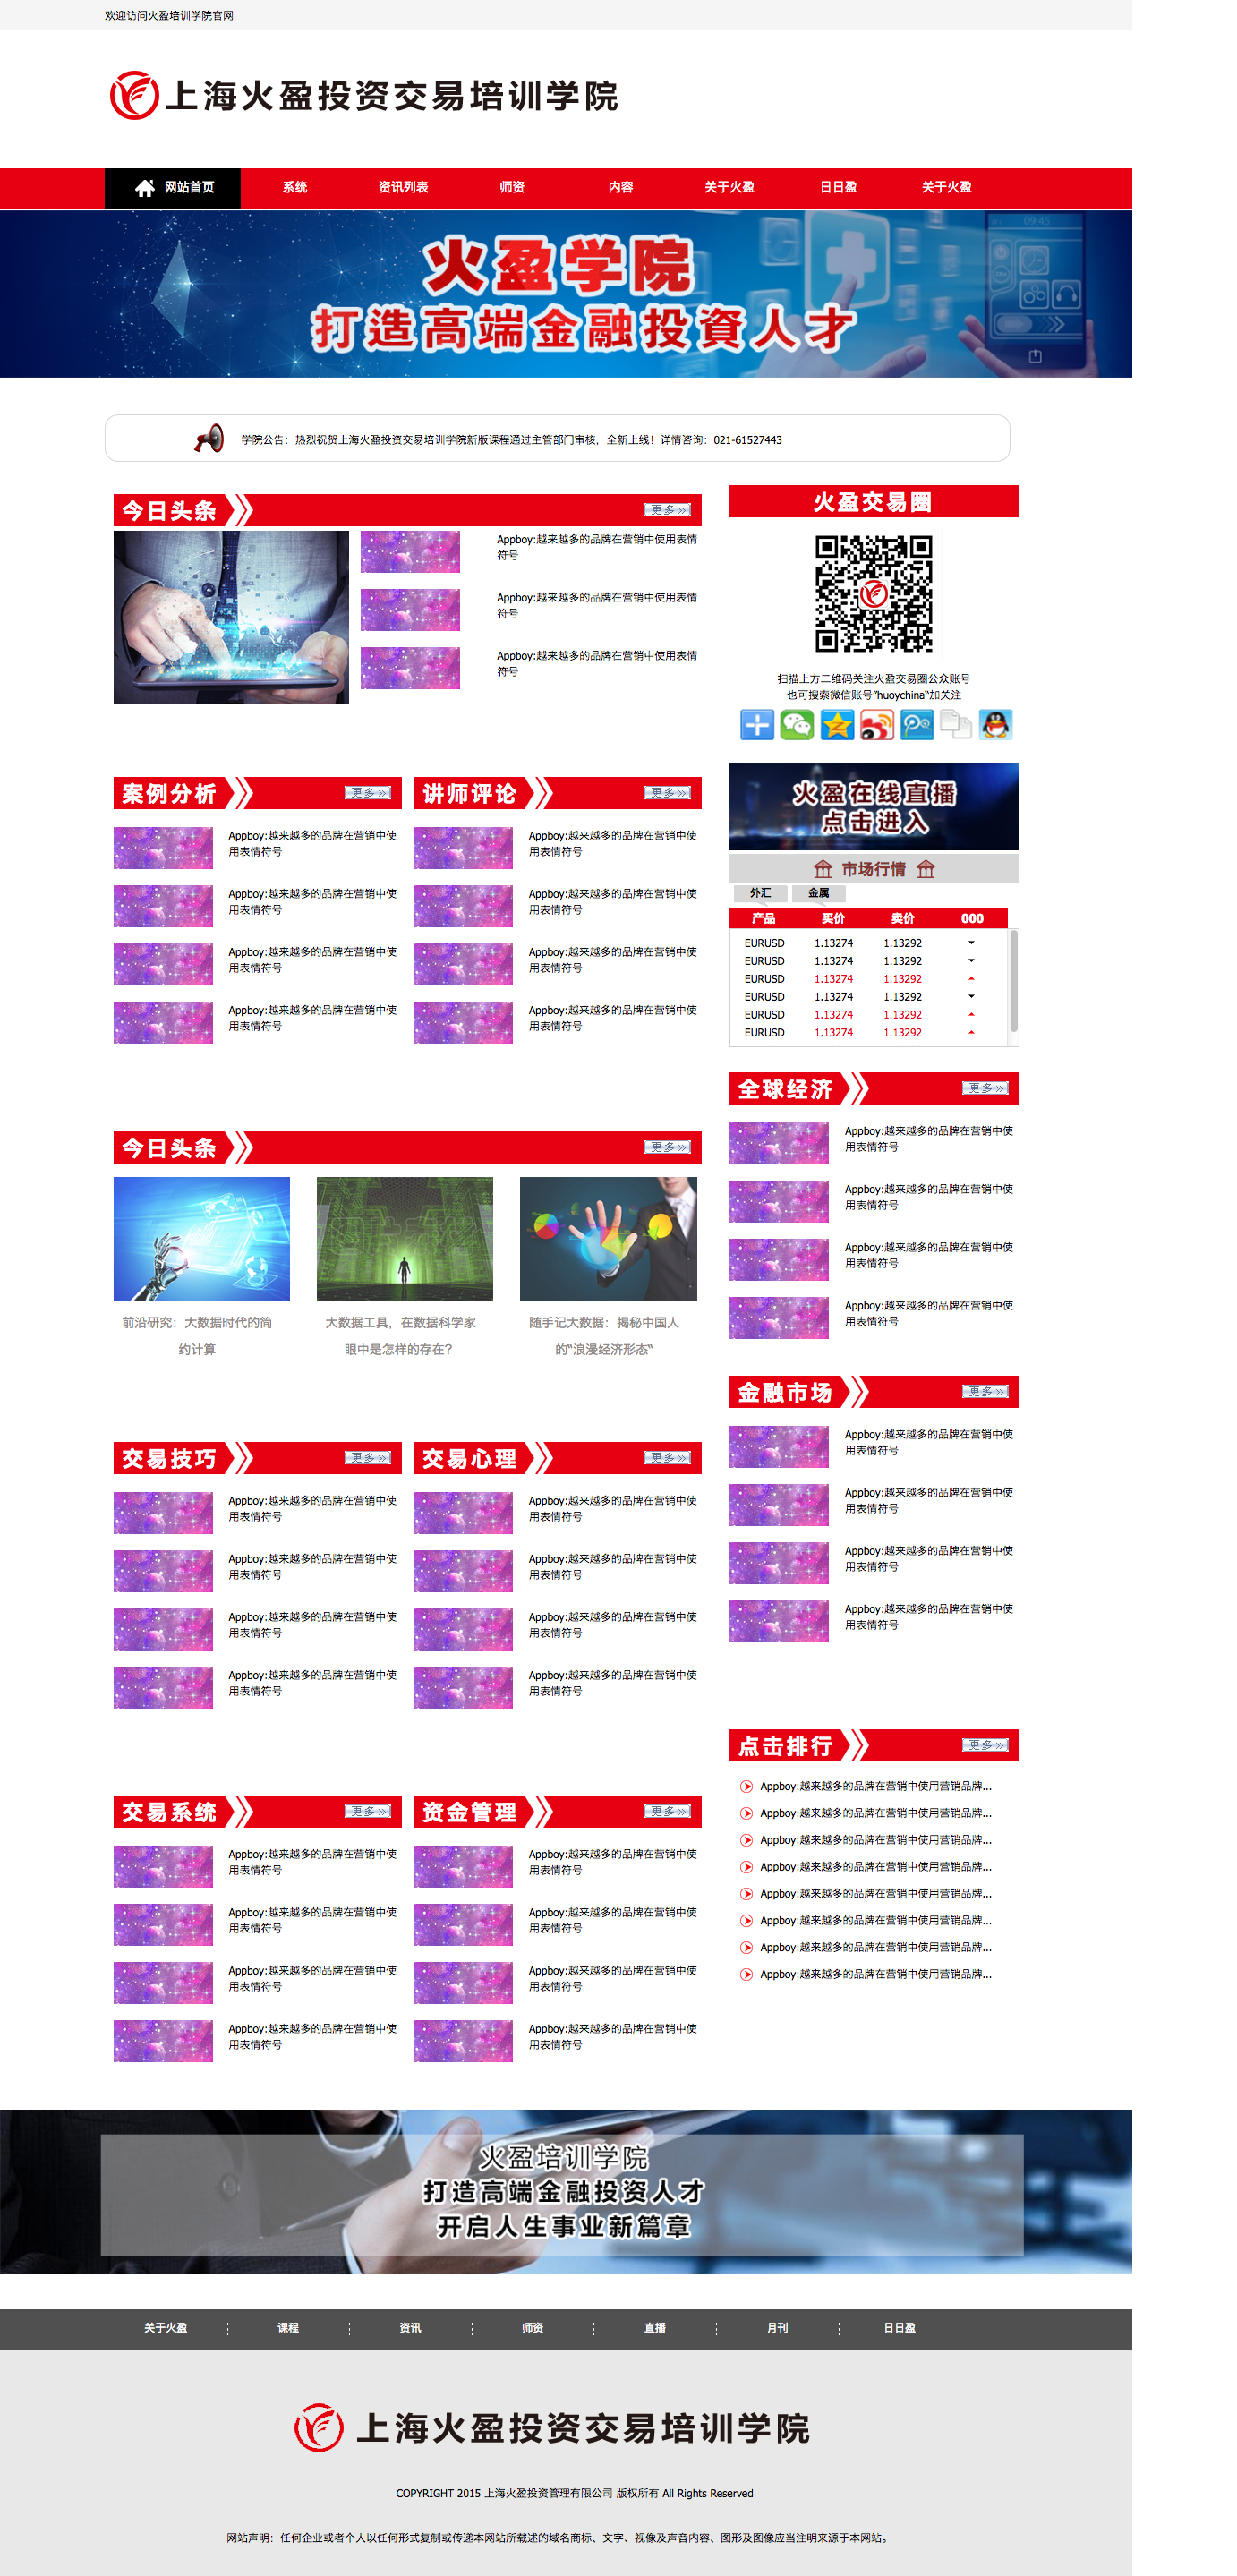 欢迎访问火盈培训学院官网
上海火盈投资交易培训学院
网站首页 系统 资讯列表 师资 内容 关于火盈 日日盈 关于火盈
09:45
火盈学院
打造高端金融投資人才
学院公告：热烈祝贺上海火盈投资交易培训学院新版课程通过主管部门审核，全新上线！详情咨询：021-61527443
今日头条 更多
Appboy:越来越多的品牌在营销中使用表情
符号
Appboy:越来越多的品牌在营销中使用表情
符号
Appboy:越来越多的品牌在营销中使用表情
符号
火盈交易圈
扫描上方二维码关注火盈交易圈公众账号
也可搜索微信账号"huoychina"加关注
火盈在线直播
点击进入
市场行情
外汇 金属
产品 买价 卖价 000
EURUSD 1.13274 1.13292
EURUSD 1.13274 1.13292
EURUSD 1.13274 1.13292
EURUSD 1.13274 1.13292
EURUSD 1.13274 1.13292
EURUSD 1.13274 1.13292
案例分析 更多
Appboy:越来越多的品牌在营销中使
用表情符号
Appboy:越来越多的品牌在营销中使
用表情符号
Appboy:越来越多的品牌在营销中使
用表情符号
Appboy:越来越多的品牌在营销中使
用表情符号
讲师评论 更多
Appboy:越来越多的品牌在营销中使
用表情符号
Appboy:越来越多的品牌在营销中使
用表情符号
Appboy:越来越多的品牌在营销中使
用表情符号
Appboy:越来越多的品牌在营销中使
用表情符号
全球经济 更多
Appboy:越来越多的品牌在营销中使
用表情符号
Appboy:越来越多的品牌在营销中使
用表情符号
Appboy:越来越多的品牌在营销中使
用表情符号
Appboy:越来越多的品牌在营销中使
用表情符号
今日头条 更多
前沿研究：大数据时代的简
约计算
大数据工具，在数据科学家
眼中是怎样的存在？
随手记大数据：揭秘中国人
的"浪漫经济形态"
金融市场 更多
Appboy:越来越多的品牌在营销中使
用表情符号
Appboy:越来越多的品牌在营销中使
用表情符号
Appboy:越来越多的品牌在营销中使
用表情符号
Appboy:越来越多的品牌在营销中使
用表情符号
交易技巧 更多
Appboy:越来越多的品牌在营销中使
用表情符号
Appboy:越来越多的品牌在营销中使
用表情符号
Appboy:越来越多的品牌在营销中使
用表情符号
Appboy:越来越多的品牌在营销中使
用表情符号
交易心理 更多
Appboy:越来越多的品牌在营销中使
用表情符号
Appboy:越来越多的品牌在营销中使
用表情符号
Appboy:越来越多的品牌在营销中使
用表情符号
Appboy:越来越多的品牌在营销中使
用表情符号
点击排行 更多
Appboy:越来越多的品牌在营销中使用营销品牌...
Appboy:越来越多的品牌在营销中使用营销品牌...
Appboy:越来越多的品牌在营销中使用营销品牌...
Appboy:越来越多的品牌在营销中使用营销品牌...
Appboy:越来越多的品牌在营销中使用营销品牌...
Appboy:越来越多的品牌在营销中使用营销品牌...
Appboy:越来越多的品牌在营销中使用营销品牌...
Appboy:越来越多的品牌在营销中使用营销品牌...
交易系统 更多
Appboy:越来越多的品牌在营销中使
用表情符号
Appboy:越来越多的品牌在营销中使
用表情符号
Appboy:越来越多的品牌在营销中使
用表情符号
Appboy:越来越多的品牌在营销中使
用表情符号
资金管理 更多
Appboy:越来越多的品牌在营销中使
用表情符号
Appboy:越来越多的品牌在营销中使
用表情符号
Appboy:越来越多的品牌在营销中使
用表情符号
Appboy:越来越多的品牌在营销中使
用表情符号
火盈培训学院
打造高端金融投资人才
开启人生事业新篇章
关于火盈 课程 资讯 师资 直播 月刊 日日盈
上海火盈投资交易培训学院
COPYRIGHT 2015 上海火盈投资管理有限公司 版权所有 All Rights Reserved
网站声明：任何企业或者个人以任何形式复制或传递本网站所载述的域名商标、文字、视像及声音内容、图形及图像应当注明来源于本网站。